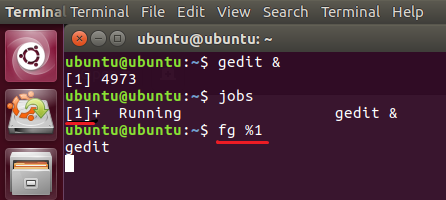 Terminal Terminal File Edit View Search Terminal Help
ubuntu@ubuntu: ~
ubuntu@ubuntu:~$ gedit &
[1] 4973
ubuntu@ubuntu:~$ jobs
[1]+  Running                 gedit &
ubuntu@ubuntu:~$ fg %1
gedit